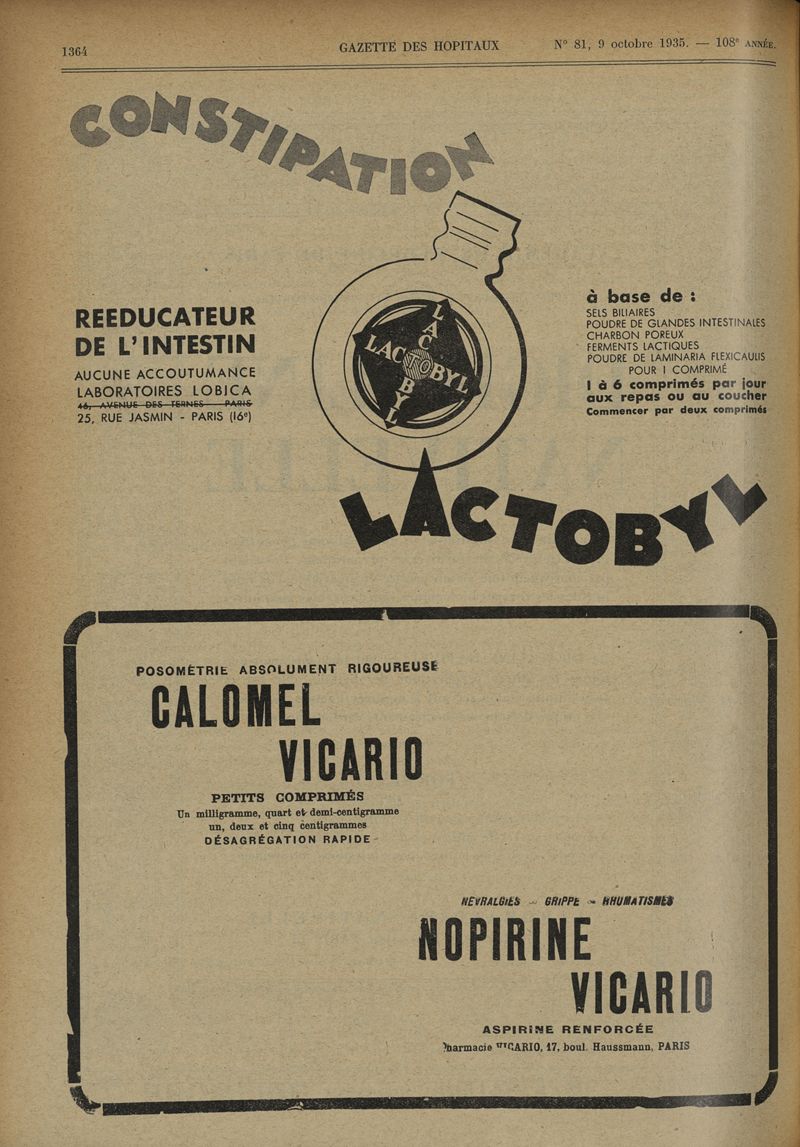 1364
GAZETTE DES HOPITAUX
N° 81, 9 octobre 1935. — 108e ANNÉE.
CONSTIPATION
REEDUCATEUR
DE L'INTESTIN
AUCUNE ACCOUTUMANCE
LABORATOIRES LOBICA
46, AVENUE DES TERNES - PARIS
25, RUE JASMIN - PARIS (16e)
LACTOBYL
LACTOBYL
à base de :
SELS BILIAIRES
POUDRE DE GLANDES INTESTINALES
CHARBON POREUX
FERMENTS LACTIQUES
POUDRE DE LAMINARIA FLEXICAULIS
POUR 1 COMPRIMÉ
1 à 6 comprimés par jour
aux repas ou au coucher
Commencer par deux comprimés
LACTOBYL
POSOMÉTRIE ABSOLUMENT RIGOUREUSE
CALOMEL
VICARIO
PETITS COMPRIMÉS
Un milligramme, quart et demi-centigramme
un, deux et cinq centigrammes
DÉSAGRÉGATION RAPIDE
NEVRALGIES - GRIPPE - RHUMATISMES
NOPIRINE
VICARIO
ASPIRINE RENFORCÉE
Pharmacie VICARIO, 17, boul. Haussmann, PARIS